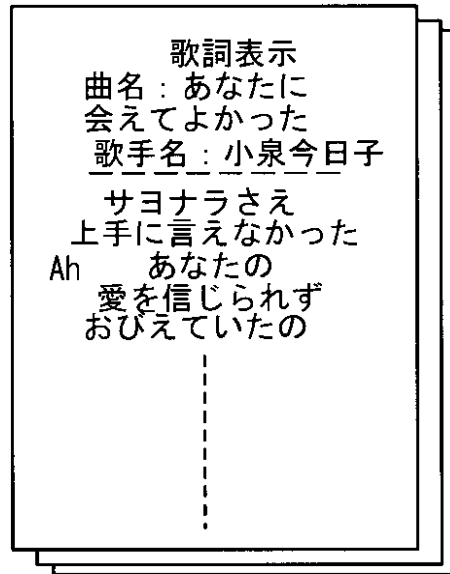 歌詞表示
曲名：あなたに
会えてよかった
歌手名：小泉今日子
サヨナラさえ
上手に言えなかった
Ah　あなたの
愛を信じられず
おびえていたの